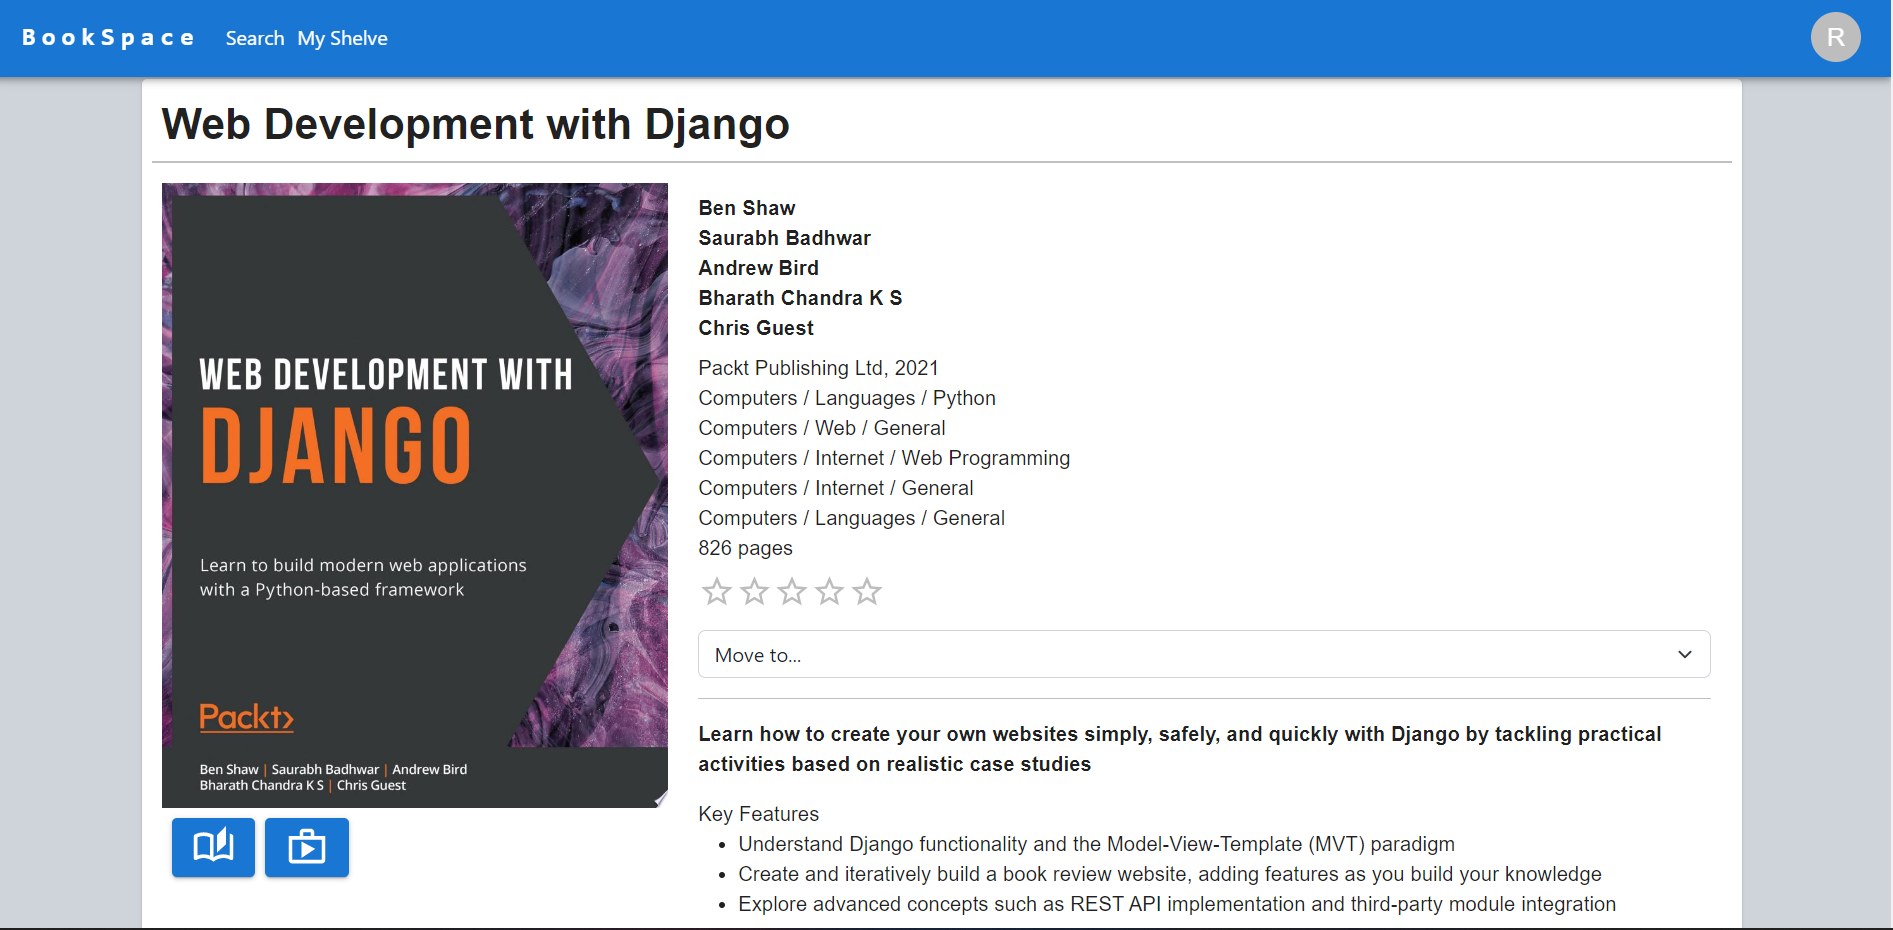 BookSpace Search My Shelve R
Web Development with Django
WEB DEVELOPMENT WITH
DJANGO
Learn to build modern web applications
with a Python-based framework
Packt>
Ben Shaw | Saurabh Badhwar | Andrew Bird
Bharath Chandra K S | Chris Guest
Ben Shaw
Saurabh Badhwar
Andrew Bird
Bharath Chandra K S
Chris Guest
Packt Publishing Ltd, 2021
Computers / Languages / Python
Computers / Web / General
Computers / Internet / Web Programming
Computers / Internet / General
Computers / Languages / General
826 pages
Move to...
Learn how to create your own websites simply, safely, and quickly with Django by tackling practical
activities based on realistic case studies
Key Features
• Understand Django functionality and the Model-View-Template (MVT) paradigm
• Create and iteratively build a book review website, adding features as you build your knowledge
• Explore advanced concepts such as REST API implementation and third-party module integration